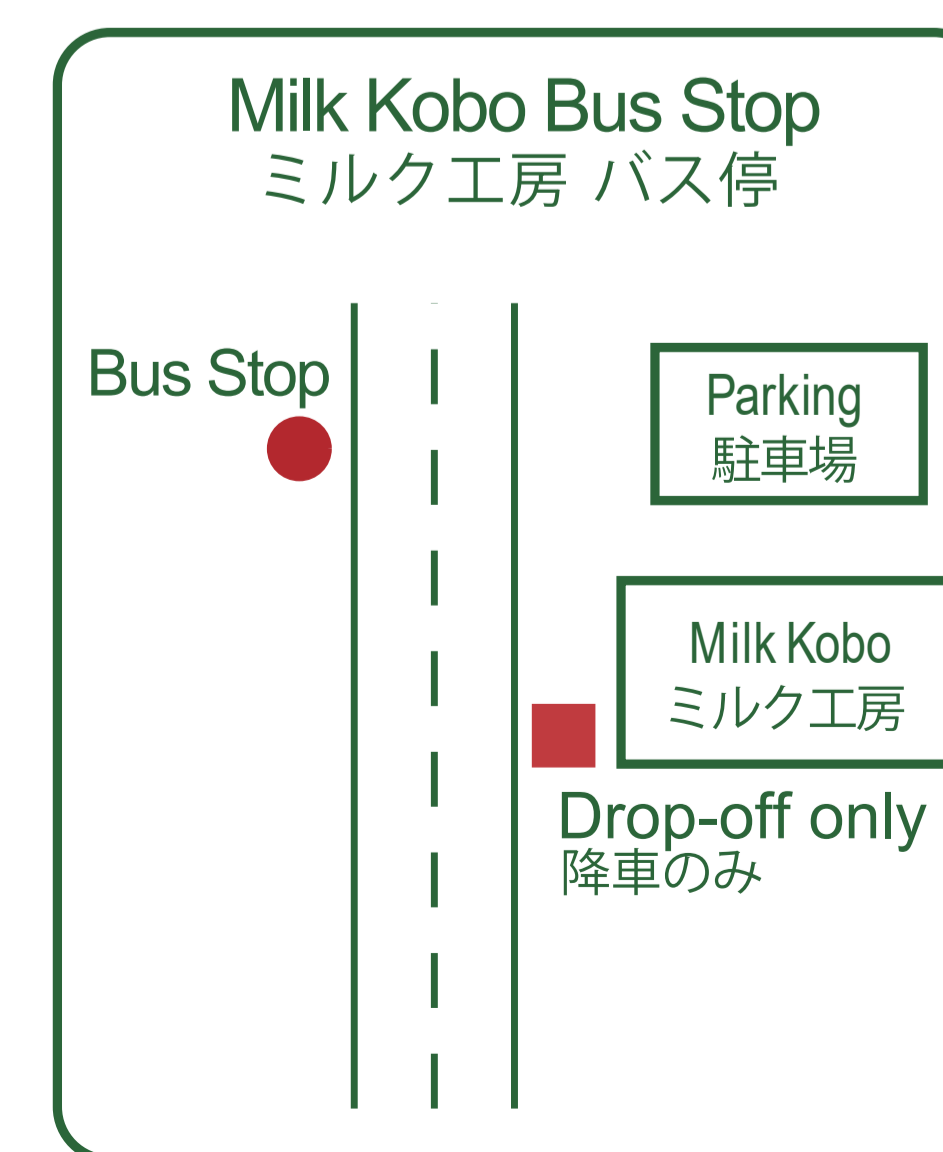 Milk Kobo Bus Stop
ミルク工房 バス停
Bus Stop
Parking
駐車場
Milk Kobo
ミルク工房
Drop-off only
降車のみ